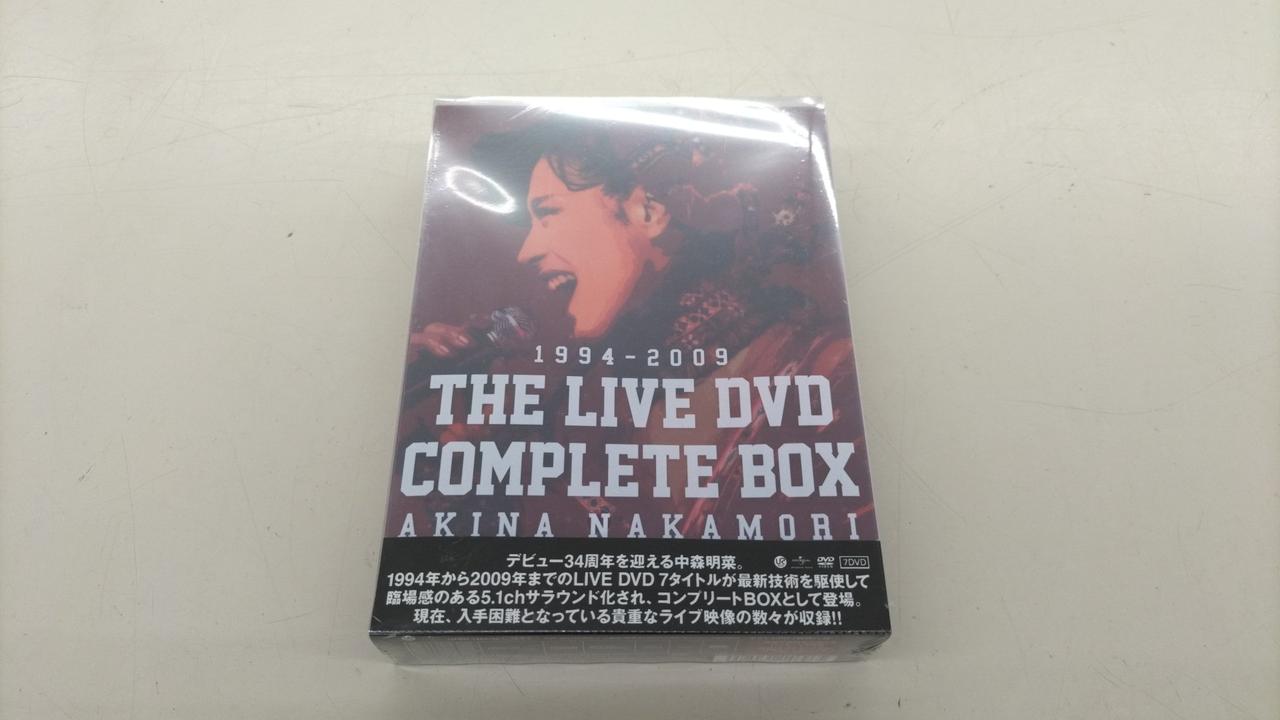 1994-2009
THE LIVE DVD
COMPLETE BOX
AKINA NAKAMORI
デビュー34周年を迎える中森明菜。
DVD
VIDEO
7DVD
1994年から2009年までのLIVE DVD 7タイトルが最新技術を駆使して
臨場感のある5.1chサラウンド化され、コンプリートBOXとして登場。
現在、入手困難となっている貴重なライブ映像の数々が収録!!